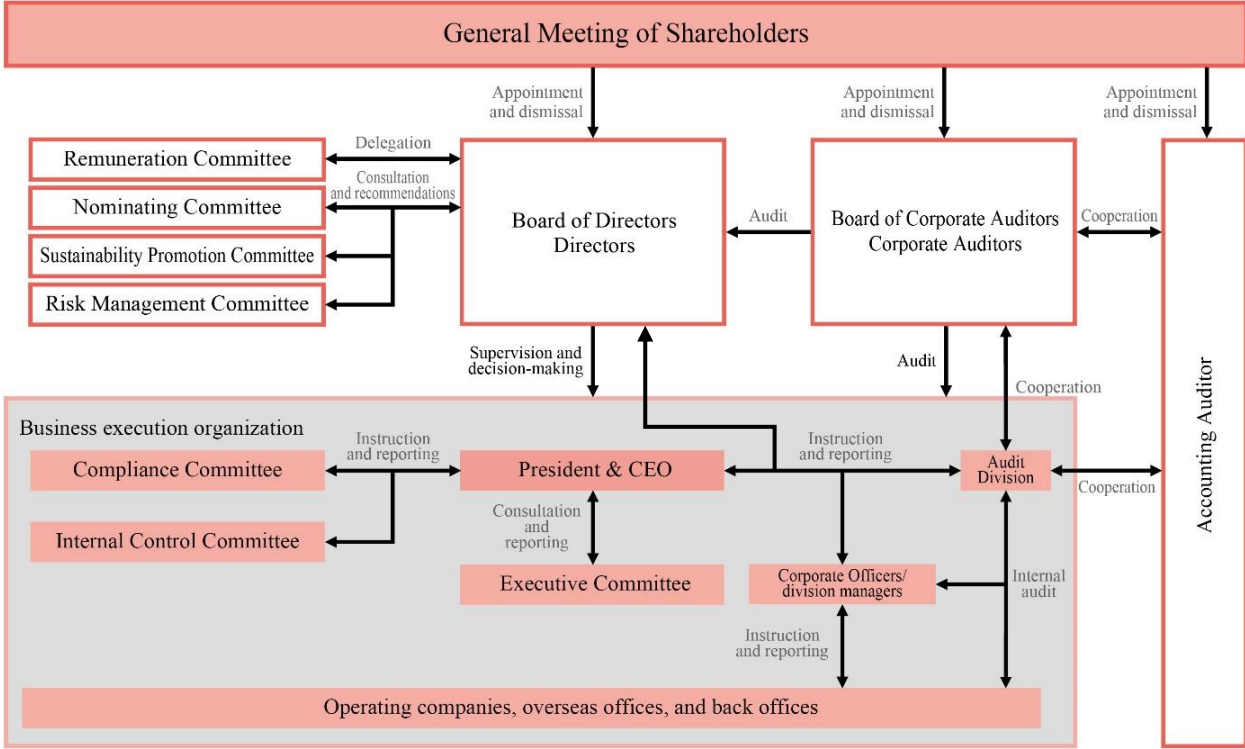 General Meeting of Shareholders
Appointment
and dismissal
Appointment
and dismissal
Appointment
and dismissal
Remuneration Committee
Delegation
Nominating Committee
Consultation
and recommendations
Sustainability Promotion Committee
Risk Management Committee
Board of Directors
Directors
Audit
Board of Corporate Auditors
Corporate Auditors
Cooperation
Accounting Auditor
Supervision and
decision-making
Audit
Cooperation
Business execution organization
Compliance Committee
Instruction
and reporting
President & CEO
Instruction
and reporting
Audit
Division
Cooperation
Internal Control Committee
Consultation
and
reporting
Executive Committee
Corporate Officers/
division managers
Internal
audit
Instruction
and reporting
Operating companies, overseas offices, and back offices